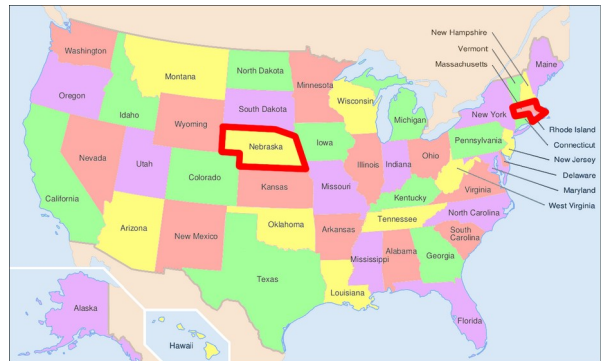 New Hampshire
Vermont
Massachusetts
Washington
Maine
Montana
North Dakota
Minnesota
Oregon
Idaho
Wisconsin
South Dakota
Michigan
New York
Wyoming
Rhode Island
Connecticut
New Jersey
Delaware
Maryland
West Virginia
Nebraska
Iowa
Pennsylvania
Nevada
Utah
Colorado
Illinois
Indiana
Ohio
California
Kansas
Missouri
Kentucky
Virginia
Arizona
New Mexico
Oklahoma
Arkansas
Tennessee
North Carolina
South
Carolina
Mississippi
Alabama
Georgia
Texas
Louisiana
Florida
Alaska
Hawaii